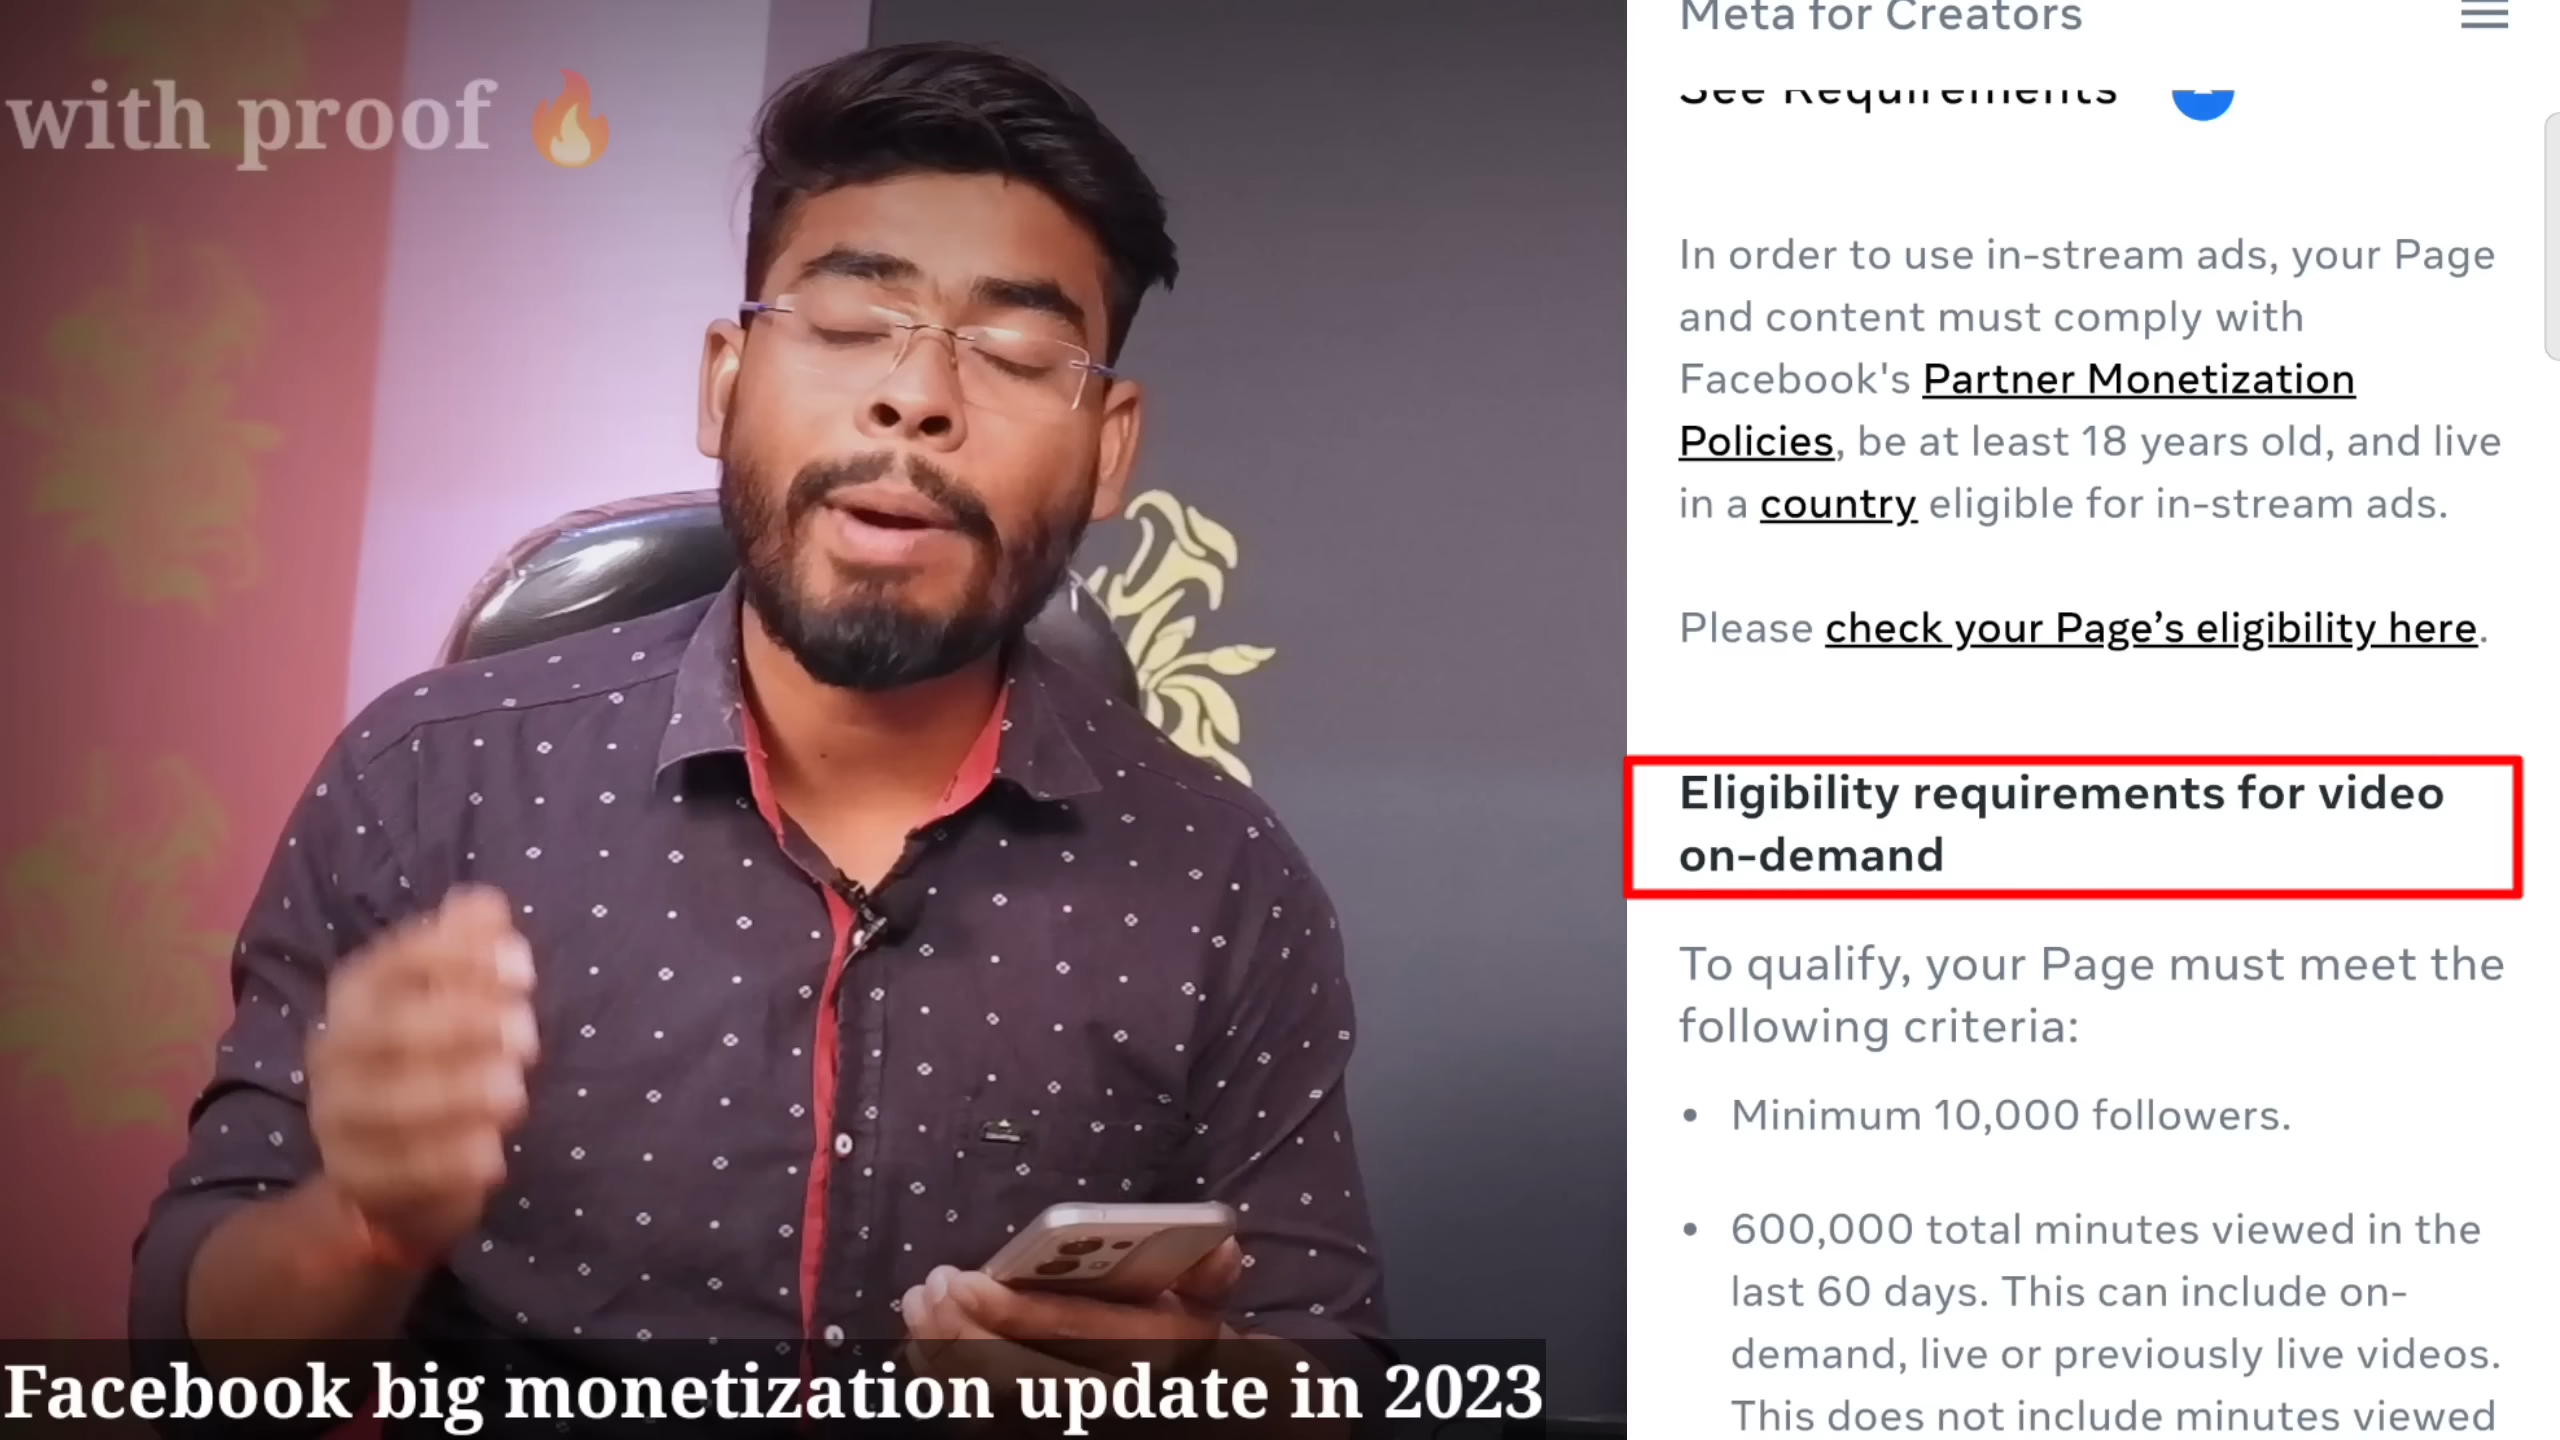 with proof 🔥
Facebook big monetization update in 2023
Meta for Creators
See Requirements
In order to use in-stream ads, your Page
and content must comply with
Facebook's Partner Monetization
Policies, be at least 18 years old, and live
in a country eligible for in-stream ads.
Please check your Page’s eligibility here.
Eligibility requirements for video
on-demand
To qualify, your Page must meet the
following criteria:
• Minimum 10,000 followers.
• 600,000 total minutes viewed in the
last 60 days. This can include on-
demand, live or previously live videos.
This does not include minutes viewed